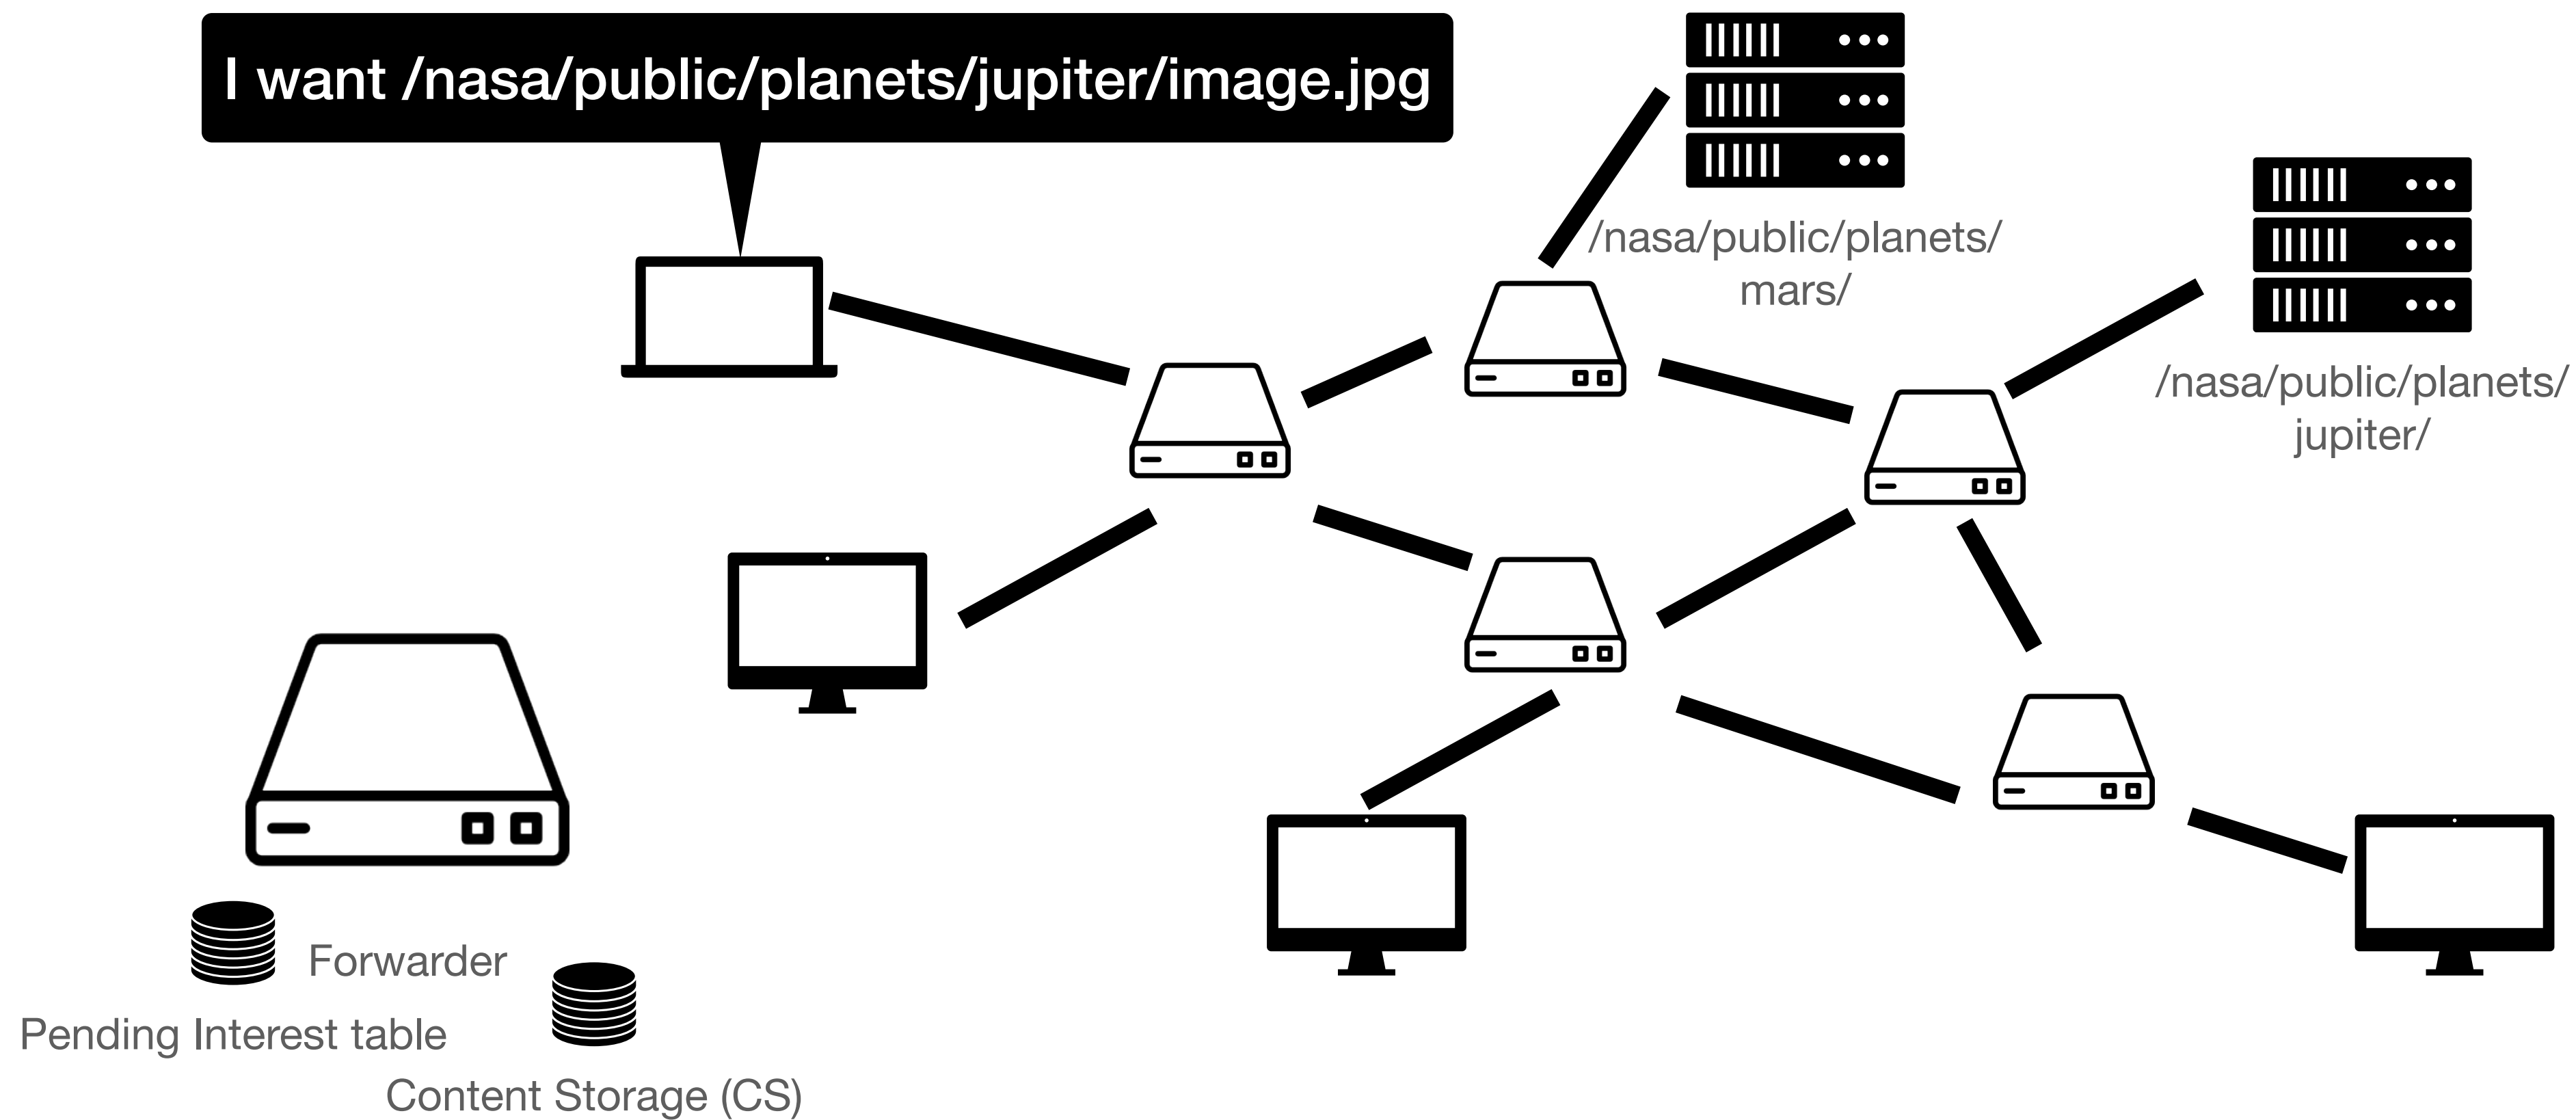 I want /nasa/public/planets/jupiter/image.jpg
/nasa/public/planets/
mars/
/nasa/public/planets/
jupiter/
Forwarder
Pending Interest table
Content Storage (CS)